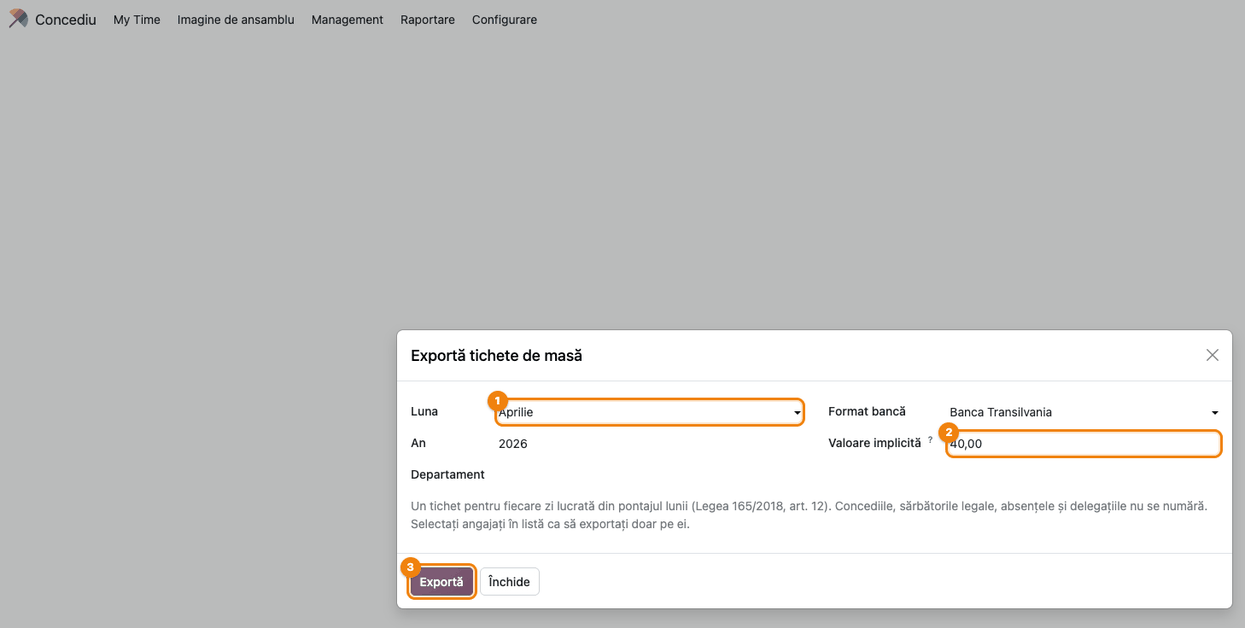 Concediu My Time Imagine de ansamblu Management Raportare Configurare
Exportă tichete de masă
Luna 1 Aprilie Format bancă Banca Transilvania
An 2026 Valoare implicită ? 2 40,00
Departament
Un tichet pentru fiecare zi lucrată din pontajul lunii (Legea 165/2018, art. 12). Concediile, sărbătorile legale, absențele și delegațiile nu se numără.
Selectați angajați în listă ca să exportați doar pe ei.
3 Exportă Închide